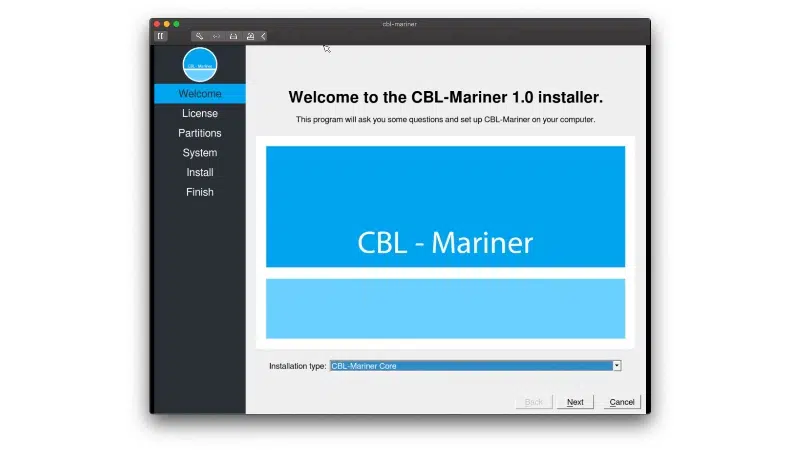 cbl-mariner
CBL - Mariner
Welcome
License
Partitions
System
Install
Finish
Welcome to the CBL-Mariner 1.0 installer.
This program will ask you some questions and set up CBL-Mariner on your computer.
CBL - Mariner
Installation type: CBL-Mariner Core
Back Next Cancel